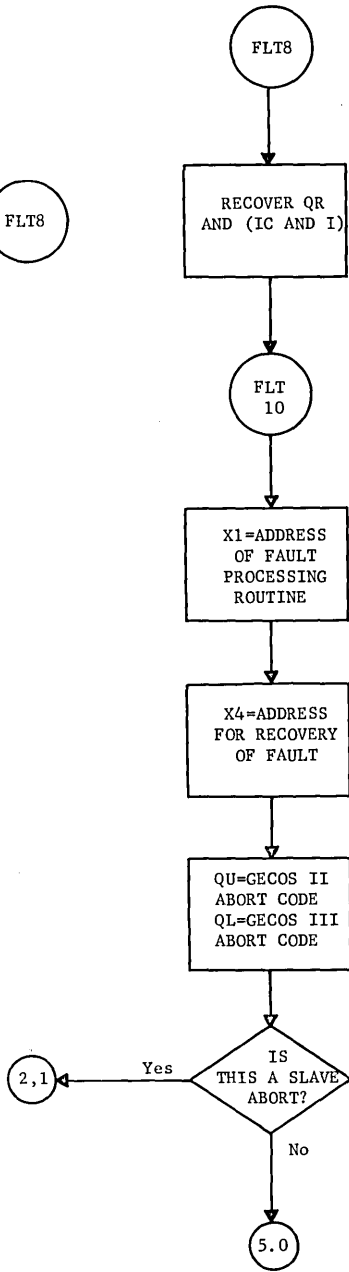 FLT8
FLT8
RECOVER QR
AND (IC AND I)
FLT
10
X1=ADDRESS
OF FAULT
PROCESSING
ROUTINE
X4=ADDRESS
FOR RECOVERY
OF FAULT
QU=GECOS II
ABORT CODE
QL=GECOS III
ABORT CODE
IS
THIS A SLAVE
ABORT?
Yes
2,1
No
5.0